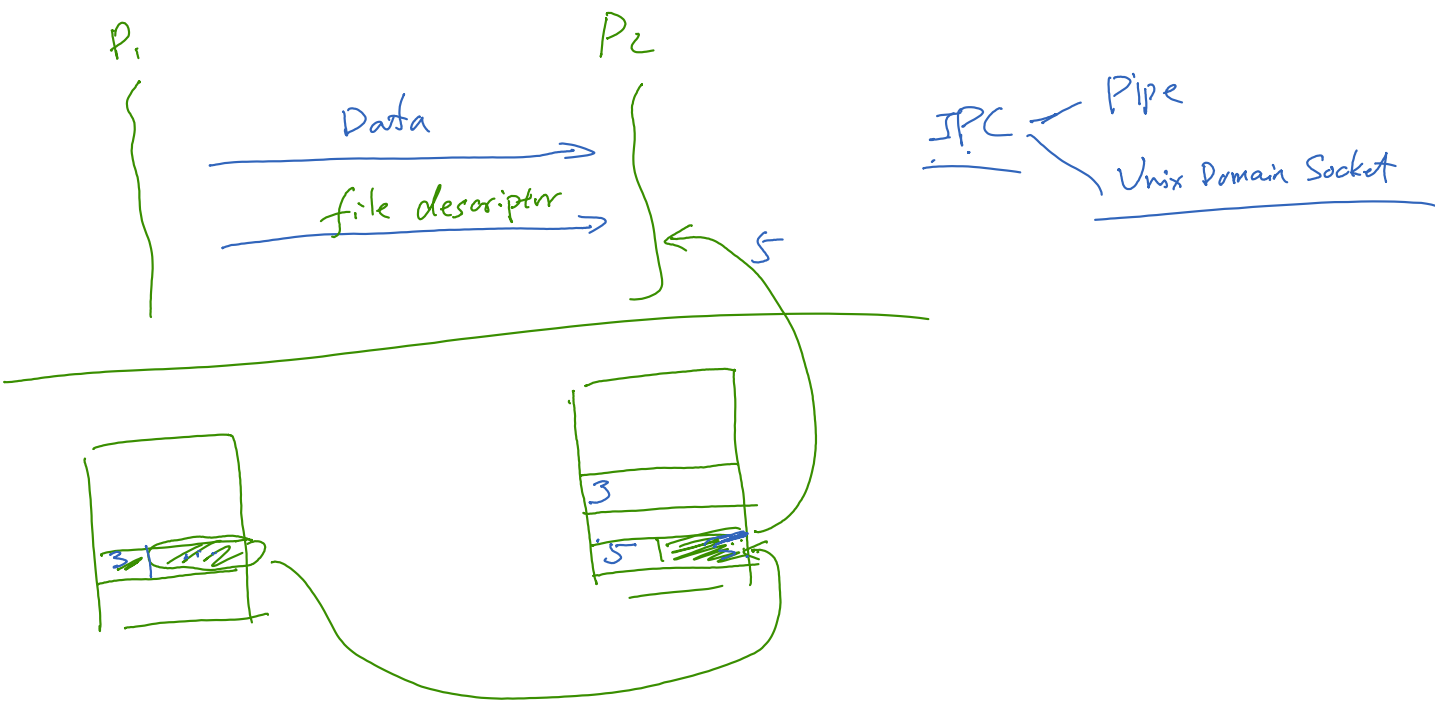 P1
P2
Data
file descriptor
5
IPC
Pipe
Unix Domain Socket
3
3
5